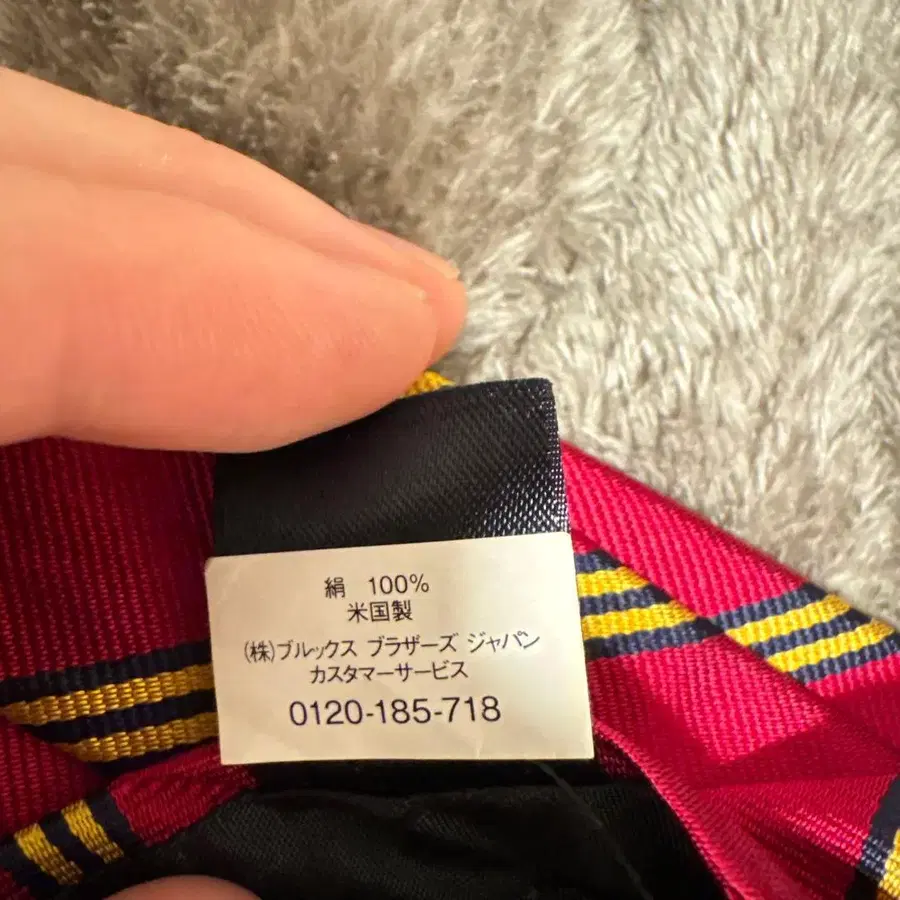 絹 100%
米国製
(株)ブルックス ブラザーズ ジャパン
カスタマーサービス
0120-185-718